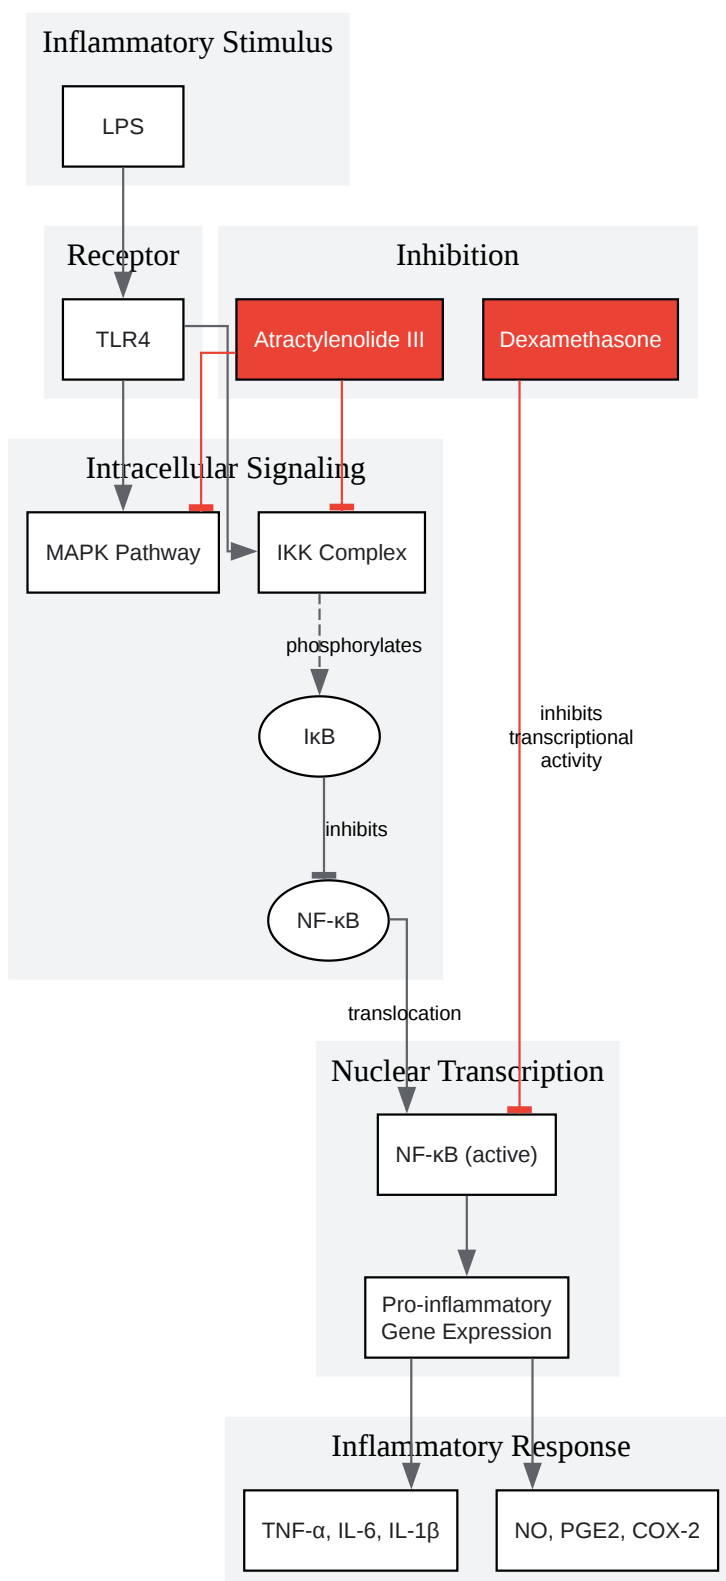 Inflammatory Stimulus
LPS
Receptor
Inhibition
TLR4
Atractylenolide III
Dexamethasone
Intracellular Signaling
MAPK Pathway
IKK Complex
phosphorylates
inhibits
transcriptional
activity
IκB
inhibits
NF-κB
translocation
Nuclear Transcription
NF-κB (active)
Pro-inflammatory
Gene Expression
Inflammatory Response
TNF-α, IL-6, IL-1β
NO, PGE2, COX-2